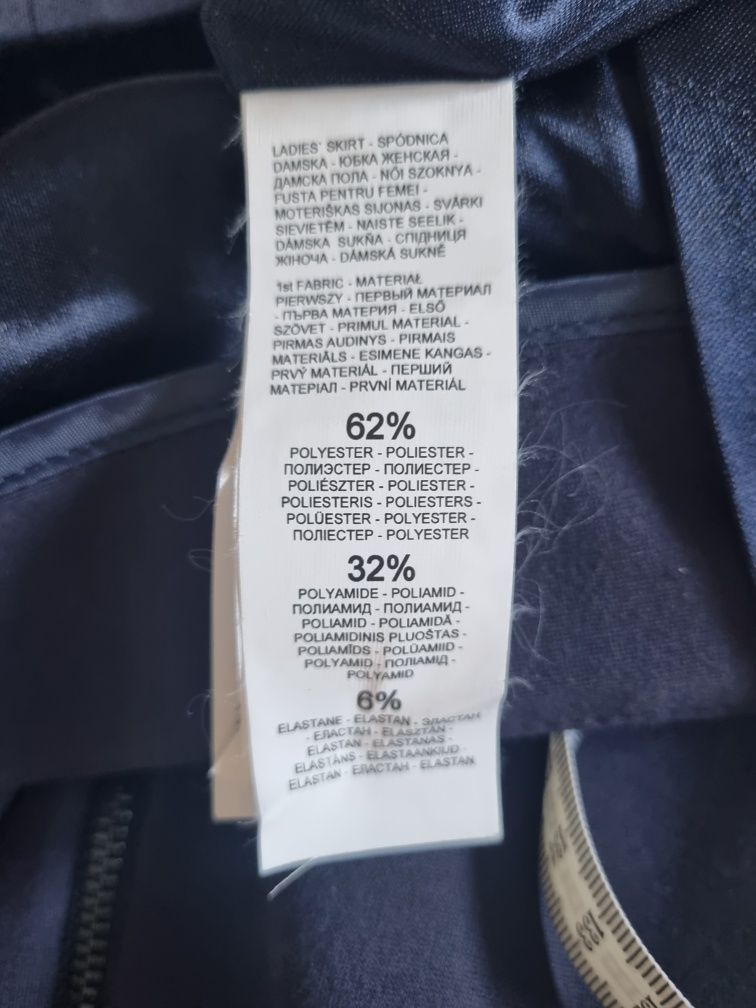 LADIES' SKIRT - SPÓDNICA
DAMSKA - ЮБКА ЖЕНСКАЯ -
ДАМСКА ПОЛА - NŐI SZOKNYA -
FUSTA PENTRU FEMEI -
MOTERIŠKAS SIJONAS - SVĀRKI
SIEVIETĒM - NAISTE SEELIK -
DÁMSKA SUKŇA - СПІДНИЦЯ
ЖІНОЧА - DÁMSKÁ SUKNĚ
1st FABRIC - MATERIAŁ
PIERWSZY - ПЕРВЫЙ МАТЕРИАЛ
- ПЪРВА МАТЕРИЯ - ELSŐ
SZÖVET - PRIMUL MATERIAL -
PIRMAS AUDINYS - PIRMAIS
MATERIĀLS - ESIMENE KANGAS -
PRVÝ MATERIÁL - ПЕРШИЙ
МАТЕРІАЛ - PRVNÍ MATERIÁL
62%
POLYESTER - POLIESTER -
ПОЛИЭСТЕР - ПОЛИЕСТЕР -
POLIÉSZTER - POLIESTER -
POLIESTERIS - POLIESTERS -
POLÜESTER - POLYESTER -
ПОЛІЕСТЕР - POLYESTER
32%
POLYAMIDE - POLIAMID -
ПОЛИАМИД - ПОЛИАМИД -
POLIAMID - POLIAMIDĂ -
POLIAMIDINIS PLUOŠTAS -
POLIAMĪDS - POLÜAMIID -
POLYAMID - ПОЛІАМІД -
POLYAMID
6%
ELASTANE - ELASTAN - ЭЛАСТАН
- ЕЛАСТАН - ELASZTÁN -
ELASTAN - ELASTANAS -
ELASTĀNS - ELASTAANKIUD -
ELASTAN - ЕЛАСТАН - ELASTAN
133